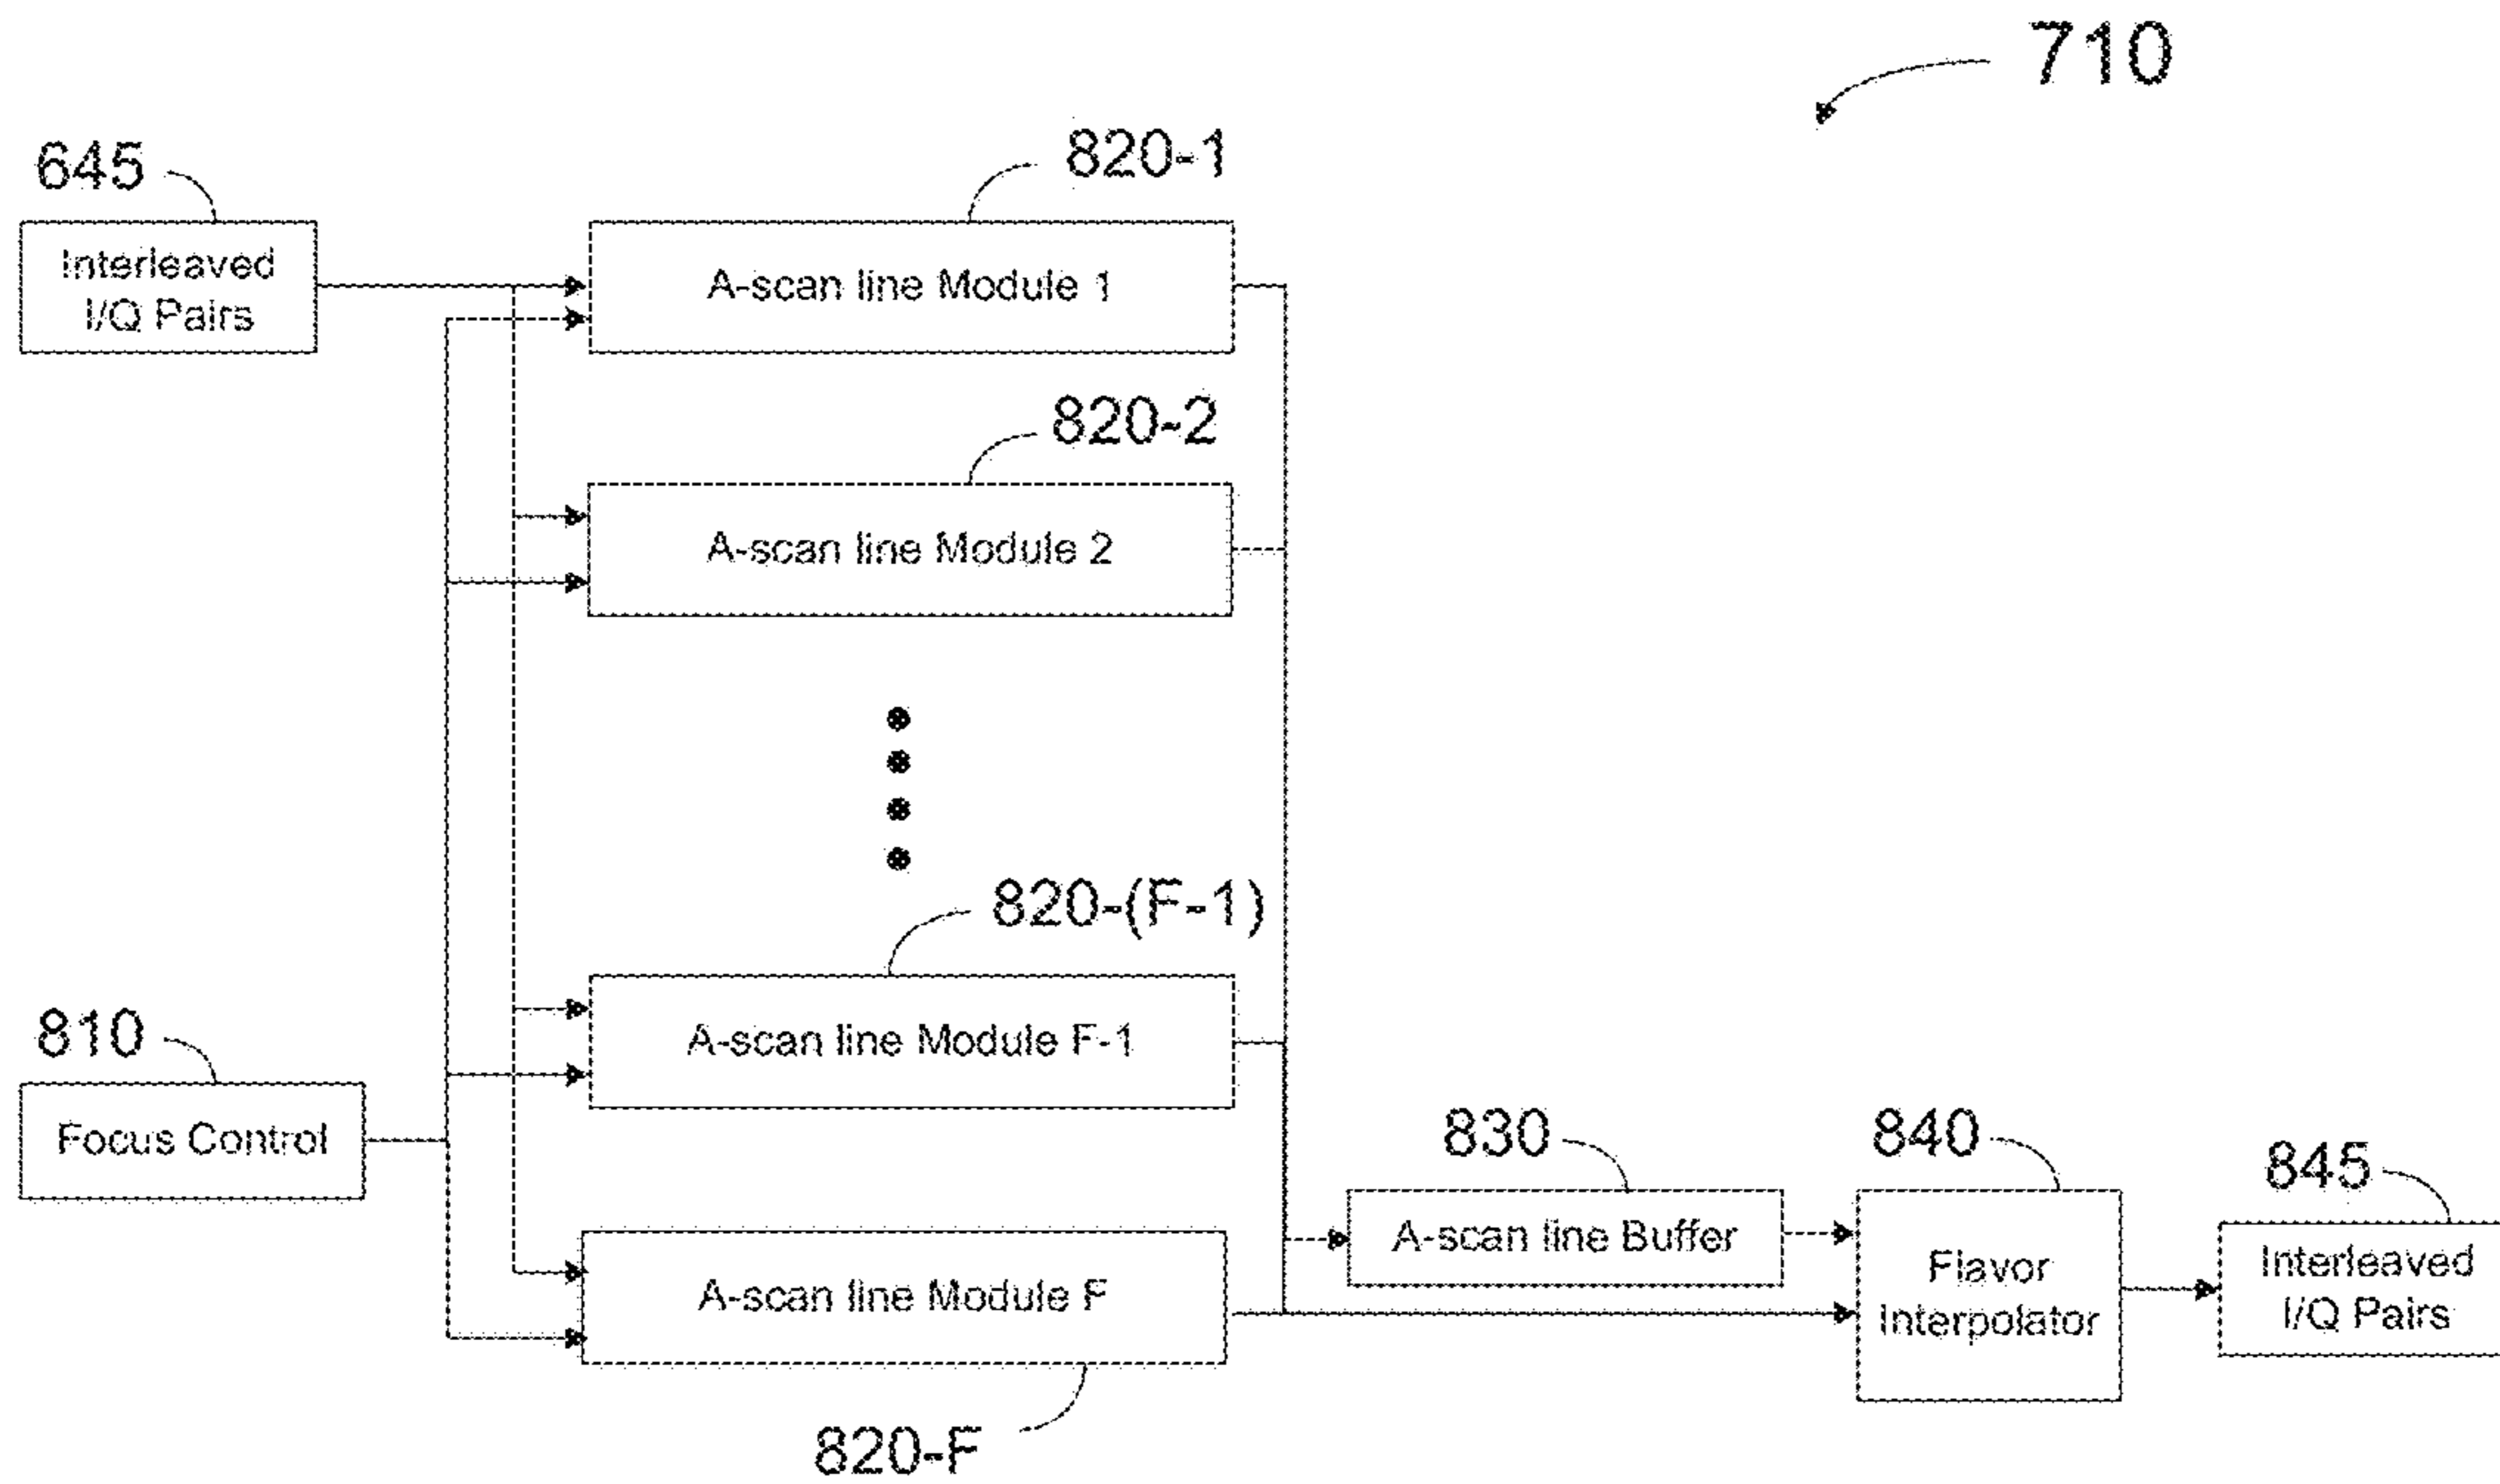 710
645
820-1
Interleaved
I/Q Pairs
A-scan line Module 1
820-2
A-scan line Module 2
820-(F-1)
810
A-scan line Module F-1
Focus Control
830
840
845
A-scan line Buffer
Flavor
Interpolator
Interleaved
I/Q Pairs
A-scan line Module F
820-F